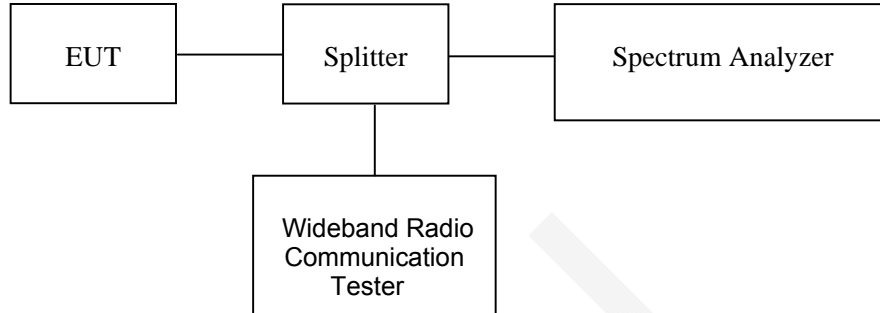 EUT
Splitter
Spectrum Analyzer
Wideband Radio
Communication
Tester